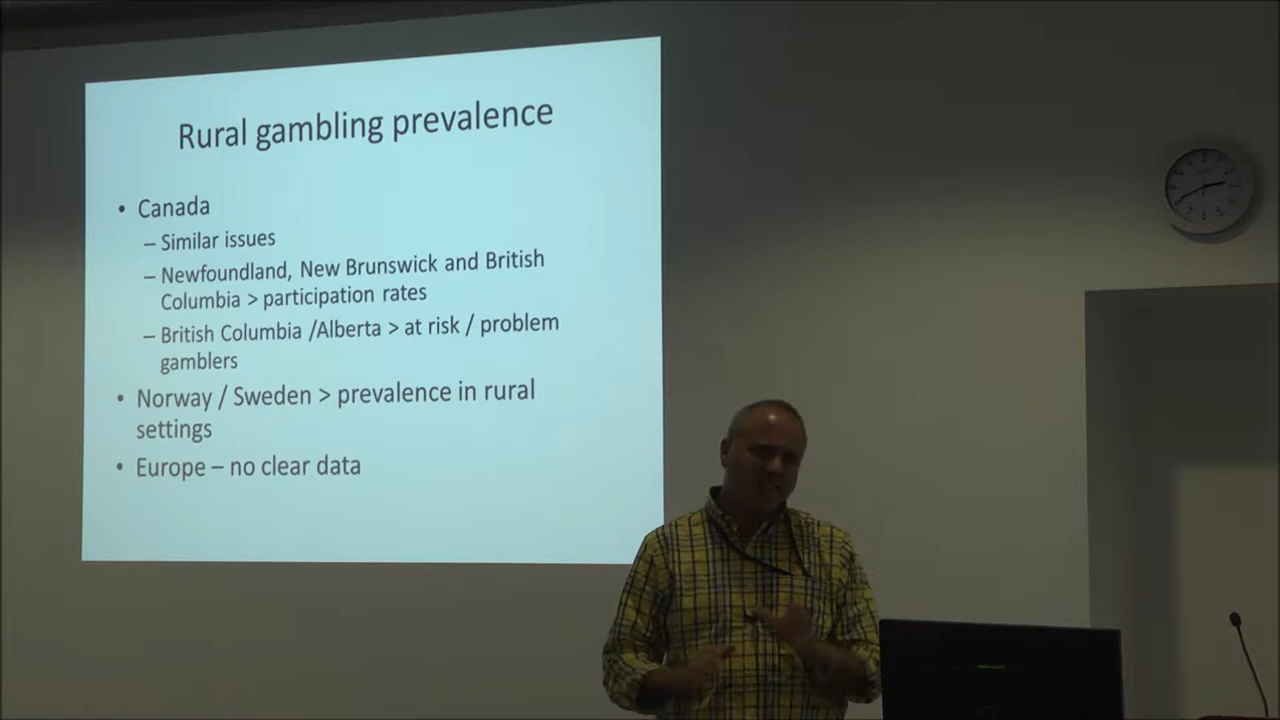 Rural gambling prevalence
• Canada
– Similar issues
– Newfoundland, New Brunswick and British
Columbia > participation rates
– British Columbia /Alberta > at risk / problem
gamblers
• Norway / Sweden > prevalence in rural
settings
• Europe – no clear data